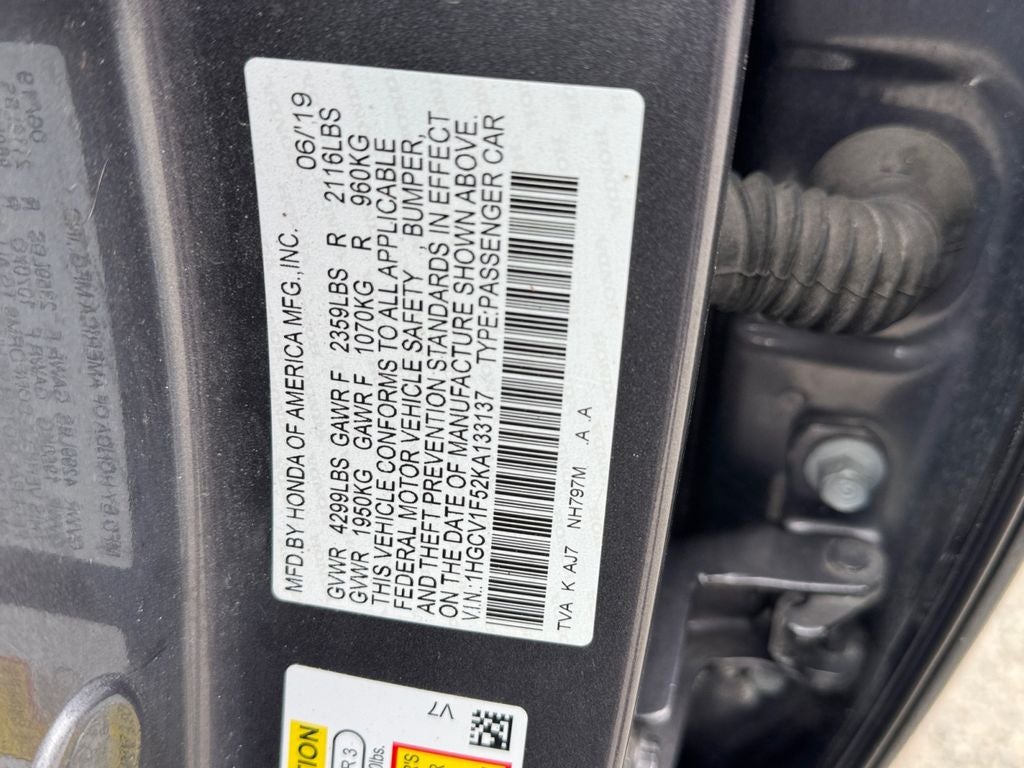 MFD.BY HONDA OF AMERICA MFG.,INC. 06/'19
GVWR 4299LBS GAWR F 2359LBS R 2116LBS
GVWR 1950KG GAWR F 1070KG R 960KG
THIS VEHICLE CONFORMS TO ALL APPLICABLE
FEDERAL MOTOR VEHICLE SAFETY , BUMPER,
AND THEFT PREVENTION STANDARDS IN EFFECT
ON THE DATE OF MANUFACTURE SHOWN ABOVE.
V.I.N.:1HGCV1F52KA133137 TYPE:PASSENGER CAR
TVA K AJ7 NH797M .A .A
V7
R 3